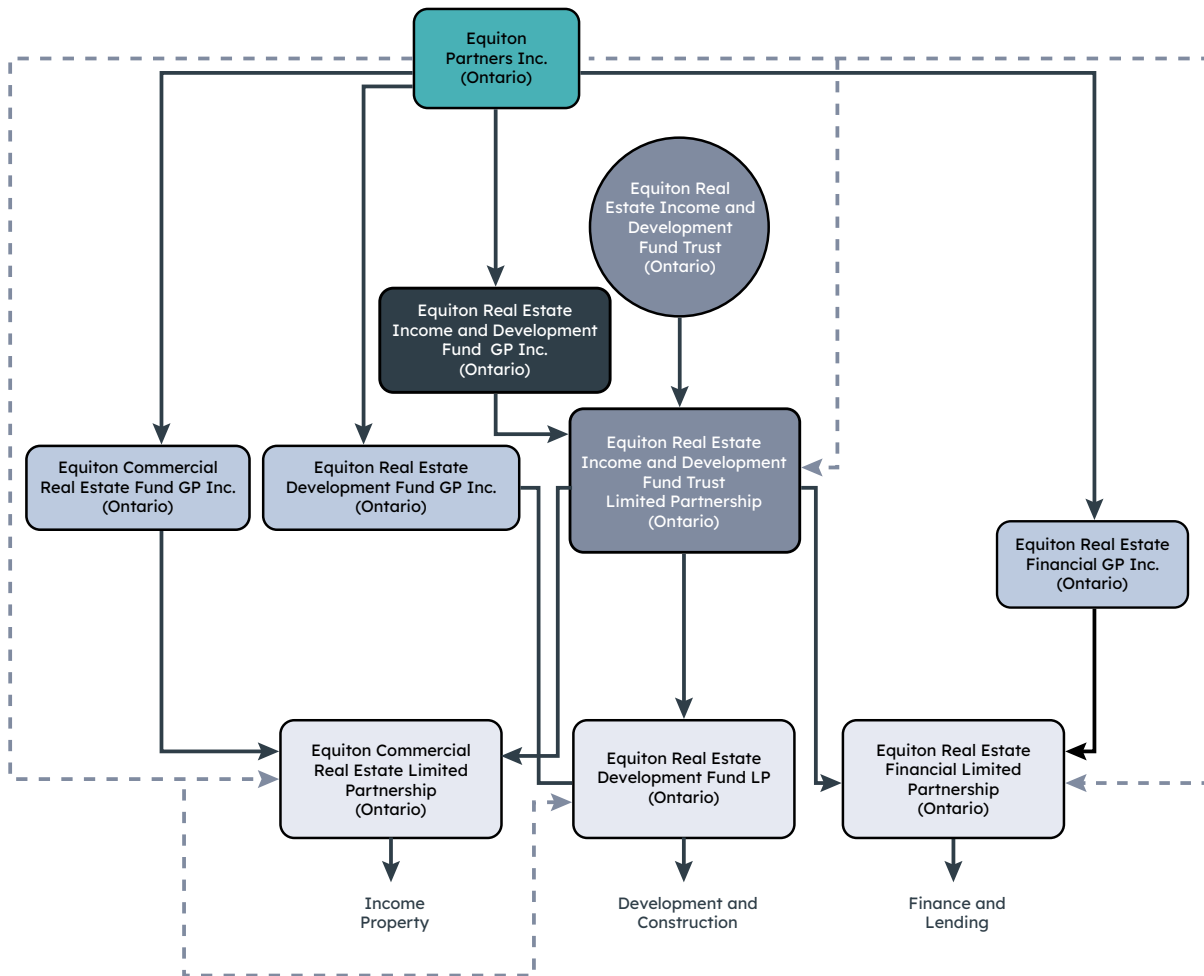 Equiton
Partners Inc.
(Ontario)
Equiton Real
Estate Income and
Development
Fund Trust
(Ontario)
Equiton Real Estate
Income and Development
Fund GP Inc.
(Ontario)
Equiton Commercial
Real Estate Fund GP Inc.
(Ontario)
Equiton Real Estate
Development Fund GP Inc.
(Ontario)
Equiton Real Estate
Income and Development
Fund Trust
Limited Partnership
(Ontario)
Equiton Real Estate
Financial GP Inc.
(Ontario)
Equiton Commercial
Real Estate Limited
Partnership
(Ontario)
Equiton Real Estate
Development Fund LP
(Ontario)
Equiton Real Estate
Financial Limited
Partnership
(Ontario)
Income
Property
Development and
Construction
Finance and
Lending